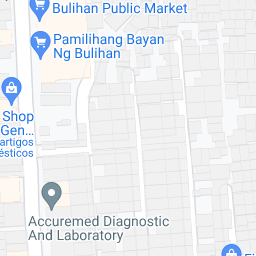 Bulihan Public Market
Pamilihang Bayan
Ng Bulihan
Shop
Gen...
artigos
ésticos
Accuremed Diagnostic
And Laboratory